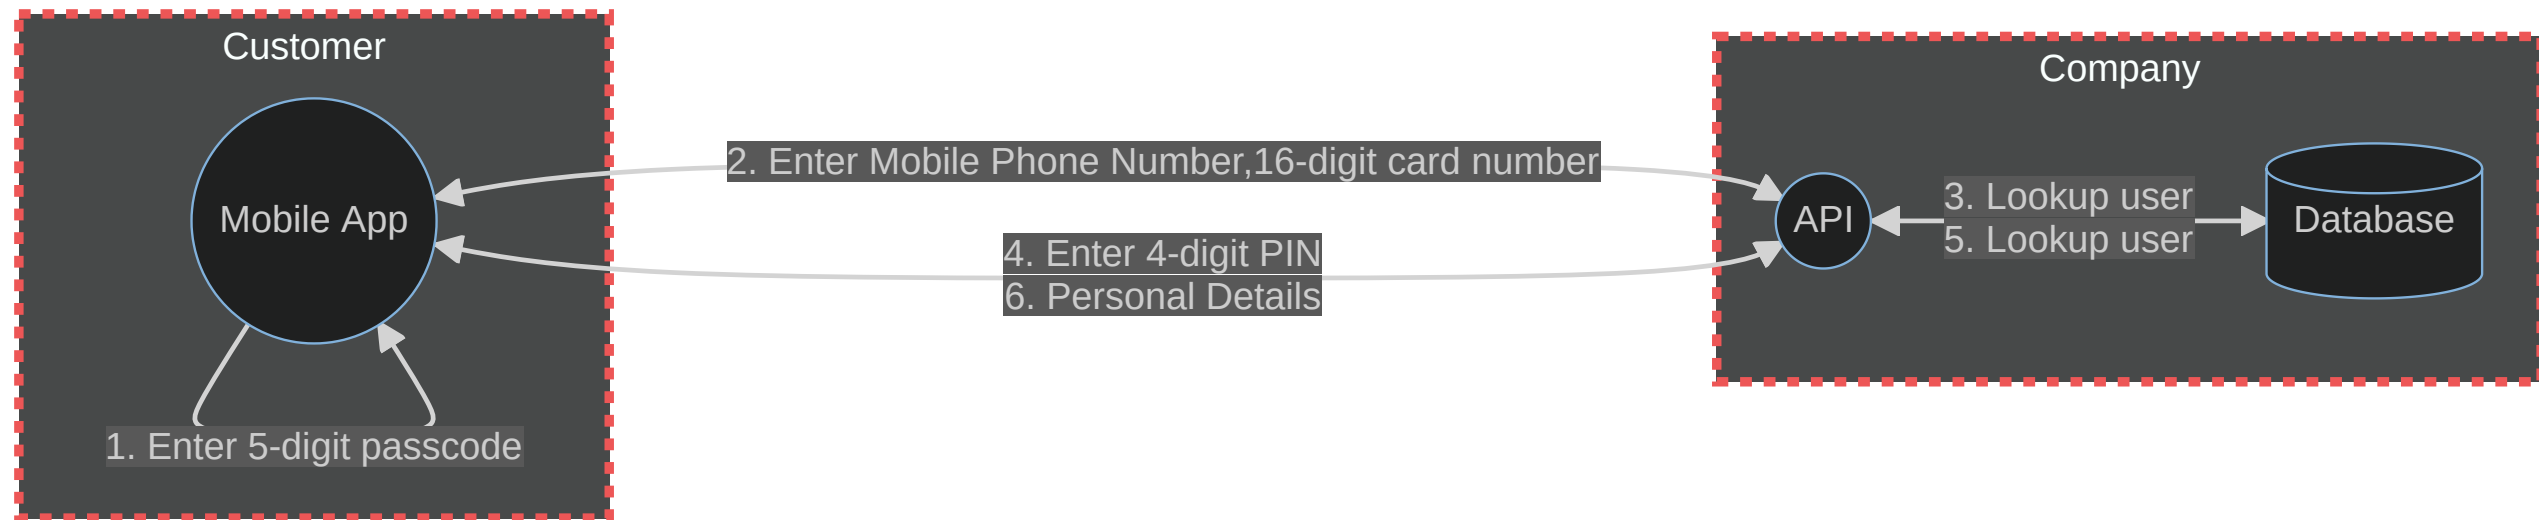 Customer
Mobile App
1. Enter 5-digit passcode
2. Enter Mobile Phone Number,16-digit card number
4. Enter 4-digit PIN
6. Personal Details
Company
API
3. Lookup user
5. Lookup user
Database